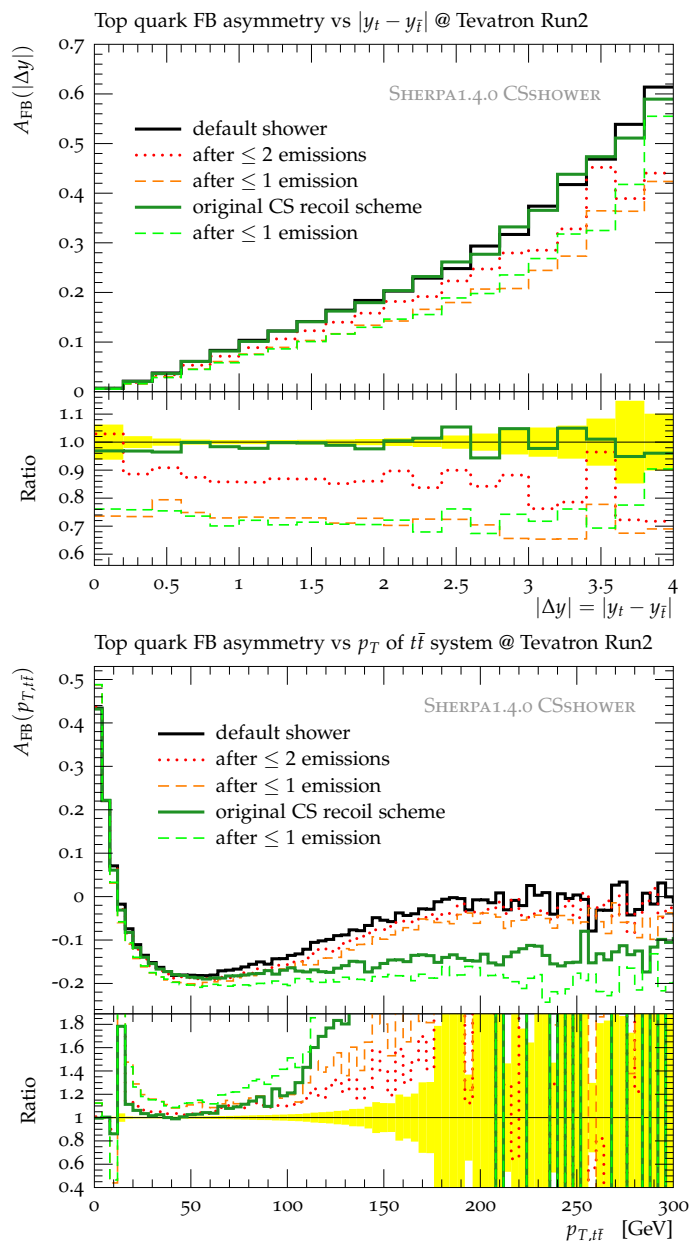 Top quark FB asymmetry vs |y_t − y_t̄| @ Tevatron Run2
A_FB(|Δy|)
0.7
0.6
0.5
0.4
0.3
0.2
0.1
0
SHERPA1.4.0 CSSHOWER
default shower
after ≤ 2 emissions
after ≤ 1 emission
original CS recoil scheme
after ≤ 1 emission
Ratio
1.1
1.0
0.9
0.8
0.7
0.6
0 0.5 1 1.5 2 2.5 3 3.5 4
|Δy| = |y_t − y_t̄|
Top quark FB asymmetry vs p_T of tt̄ system @ Tevatron Run2
A_FB(p_T,tt̄)
0.5
0.4
0.3
0.2
0.1
0
-0.1
-0.2
SHERPA1.4.0 CSSHOWER
default shower
after ≤ 2 emissions
after ≤ 1 emission
original CS recoil scheme
after ≤ 1 emission
Ratio
1.8
1.6
1.4
1.2
1
0.8
0.6
0.4
0 50 100 150 200 250 300
p_T,tt̄ [GeV]